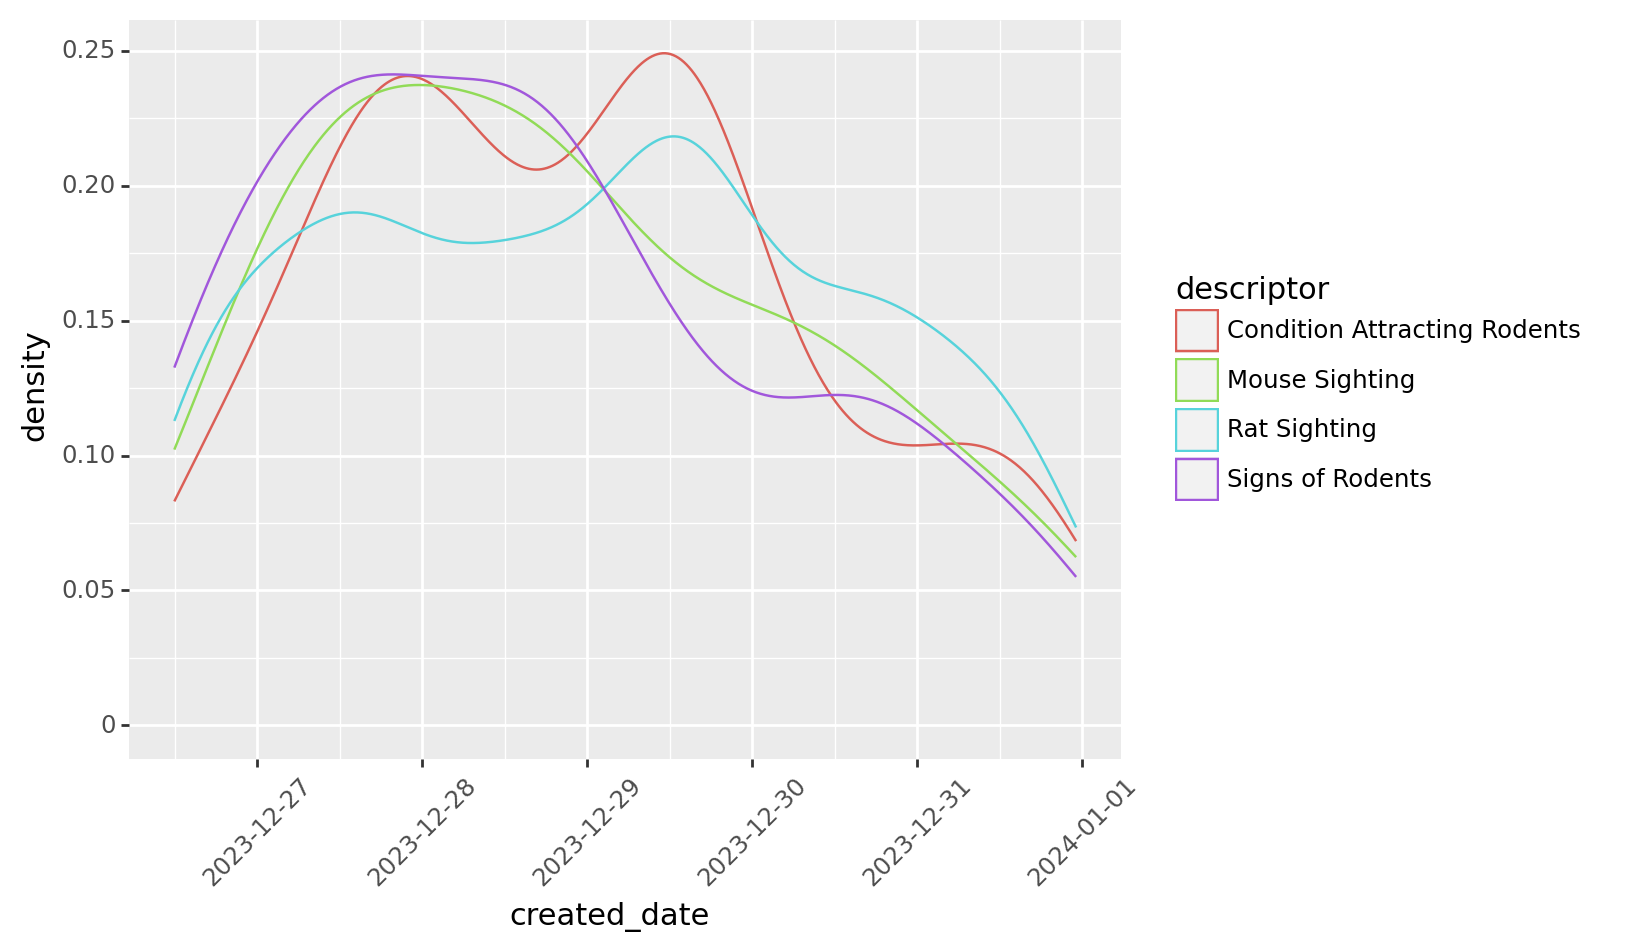 0.25
0.20
0.15
0.10
0.05
0
density
2023-12-27
2023-12-28
2023-12-29
2023-12-30
2023-12-31
2024-01-01
created_date
descriptor
Condition Attracting Rodents
Mouse Sighting
Rat Sighting
Signs of Rodents